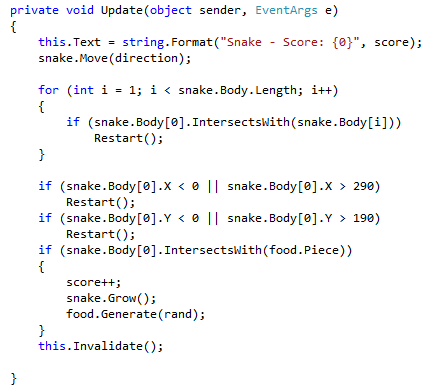 private void Update(object sender, EventArgs e)
{
    this.Text = string.Format("Snake - Score: {0}", score);
    snake.Move(direction);

    for (int i = 1; i < snake.Body.Length; i++)
    {
        if (snake.Body[0].IntersectsWith(snake.Body[i]))
            Restart();
    }

    if (snake.Body[0].X < 0 || snake.Body[0].X > 290)
        Restart();
    if (snake.Body[0].Y < 0 || snake.Body[0].Y > 190)
        Restart();
    if (snake.Body[0].IntersectsWith(food.Piece))
    {
        score++;
        snake.Grow();
        food.Generate(rand);
    }
    this.Invalidate();

}